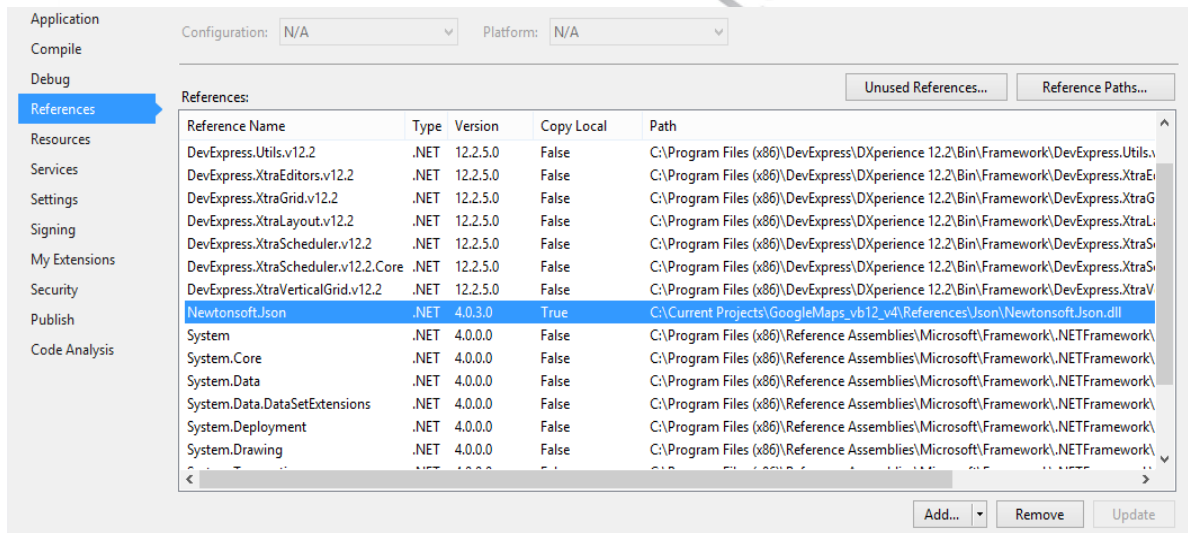 Application
Compile
Debug
References
Resources
Services
Settings
Signing
My Extensions
Security
Publish
Code Analysis
Configuration: N/A Platform: N/A
Unused References... Reference Paths...
References:
Reference Name Type Version Copy Local Path
DevExpress.Utils.v12.2 .NET 12.2.5.0 False C:\Program Files (x86)\DevExpress\DXperience 12.2\Bin\Framework\DevExpress.Utils.v
DevExpress.XtraEditors.v12.2 .NET 12.2.5.0 False C:\Program Files (x86)\DevExpress\DXperience 12.2\Bin\Framework\DevExpress.XtraE
DevExpress.XtraGrid.v12.2 .NET 12.2.5.0 False C:\Program Files (x86)\DevExpress\DXperience 12.2\Bin\Framework\DevExpress.XtraG
DevExpress.XtraLayout.v12.2 .NET 12.2.5.0 False C:\Program Files (x86)\DevExpress\DXperience 12.2\Bin\Framework\DevExpress.XtraLa
DevExpress.XtraScheduler.v12.2 .NET 12.2.5.0 False C:\Program Files (x86)\DevExpress\DXperience 12.2\Bin\Framework\DevExpress.XtraS
DevExpress.XtraScheduler.v12.2.Core .NET 12.2.5.0 False C:\Program Files (x86)\DevExpress\DXperience 12.2\Bin\Framework\DevExpress.XtraS
DevExpress.XtraVerticalGrid.v12.2 .NET 12.2.5.0 False C:\Program Files (x86)\DevExpress\DXperience 12.2\Bin\Framework\DevExpress.XtraV
Newtonsoft.Json .NET 4.0.3.0 True C:\Current Projects\GoogleMaps_vb12_v4\References\Json\Newtonsoft.Json.dll
System .NET 4.0.0.0 False C:\Program Files (x86)\Reference Assemblies\Microsoft\Framework\.NETFramework\
System.Core .NET 4.0.0.0 False C:\Program Files (x86)\Reference Assemblies\Microsoft\Framework\.NETFramework\
System.Data .NET 4.0.0.0 False C:\Program Files (x86)\Reference Assemblies\Microsoft\Framework\.NETFramework\
System.Data.DataSetExtensions .NET 4.0.0.0 False C:\Program Files (x86)\Reference Assemblies\Microsoft\Framework\.NETFramework\
System.Deployment .NET 4.0.0.0 False C:\Program Files (x86)\Reference Assemblies\Microsoft\Framework\.NETFramework\
System.Drawing .NET 4.0.0.0 False C:\Program Files (x86)\Reference Assemblies\Microsoft\Framework\.NETFramework\
Add... Remove Update